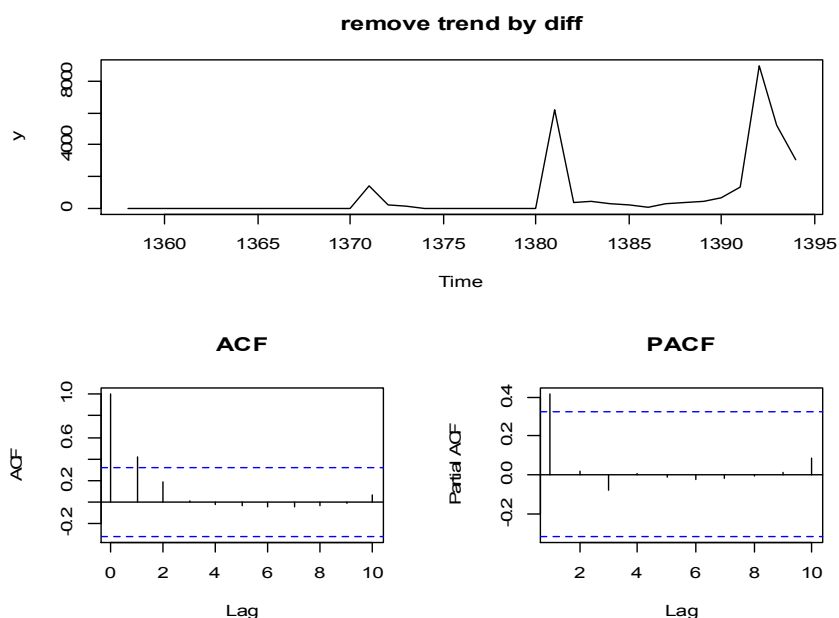 remove trend by diff
y
8000
4000
0
1360 1365 1370 1375 1380 1385 1390 1395
Time
ACF
ACF
1.0
0.6
0.2
-0.2
0 2 4 6 8 10
Lag
PACF
Partial ACF
0.4
0.2
0.0
-0.2
2 4 6 8 10
Lag